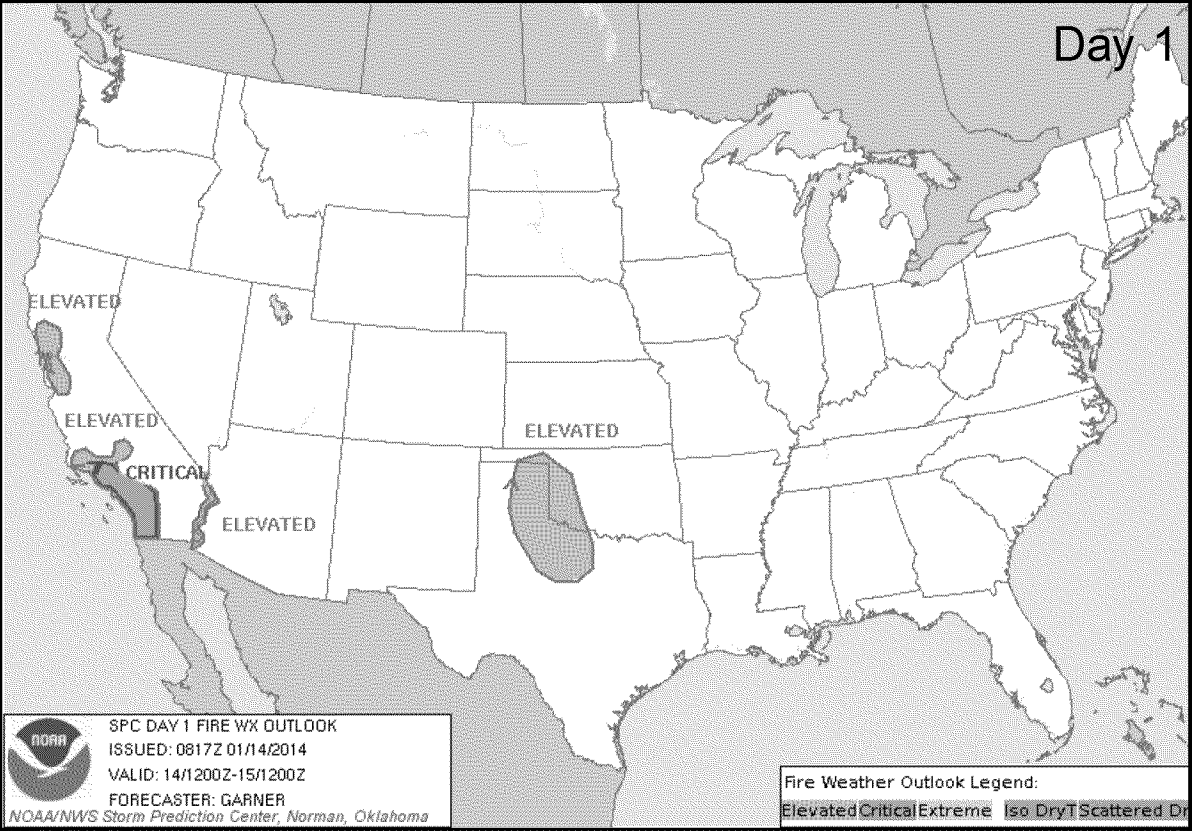 Day 1
ELEVATED
ELEVATED
ELEVATED
CRITICAL
ELEVATED
NOAA
SPC DAY 1 FIRE WX OUTLOOK
ISSUED: 0817Z 01/14/2014
VALID: 14/1200Z-15/1200Z
FORECASTER: GARNER
NOAA/NWS Storm Prediction Center, Norman, Oklahoma
Fire Weather Outlook Legend:
Elevated Critical Extreme Iso DryT Scattered Dr